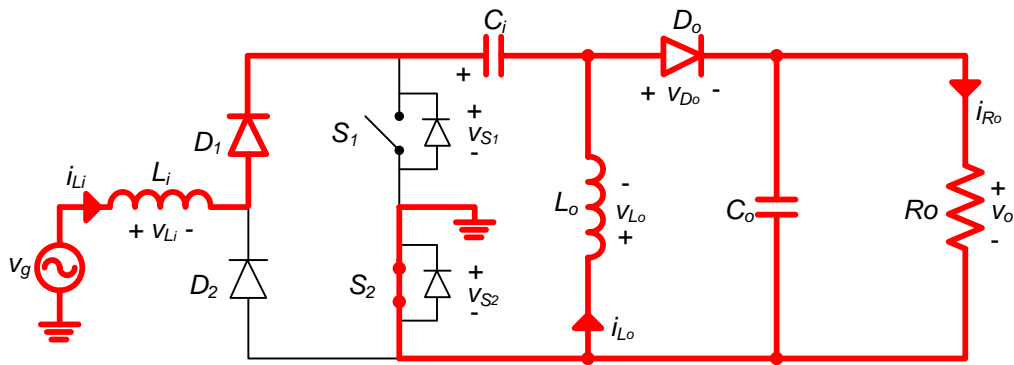 C_i
D_o
+
+ v_Do -
i_Ro
S_1
+
v_S1
-
D_1
i_Li
L_i
+ v_Li -
L_o
-
v_Lo
+
C_o
Ro
+
v_o
-
v_g
D_2
S_2
+
v_S2
-
i_Lo